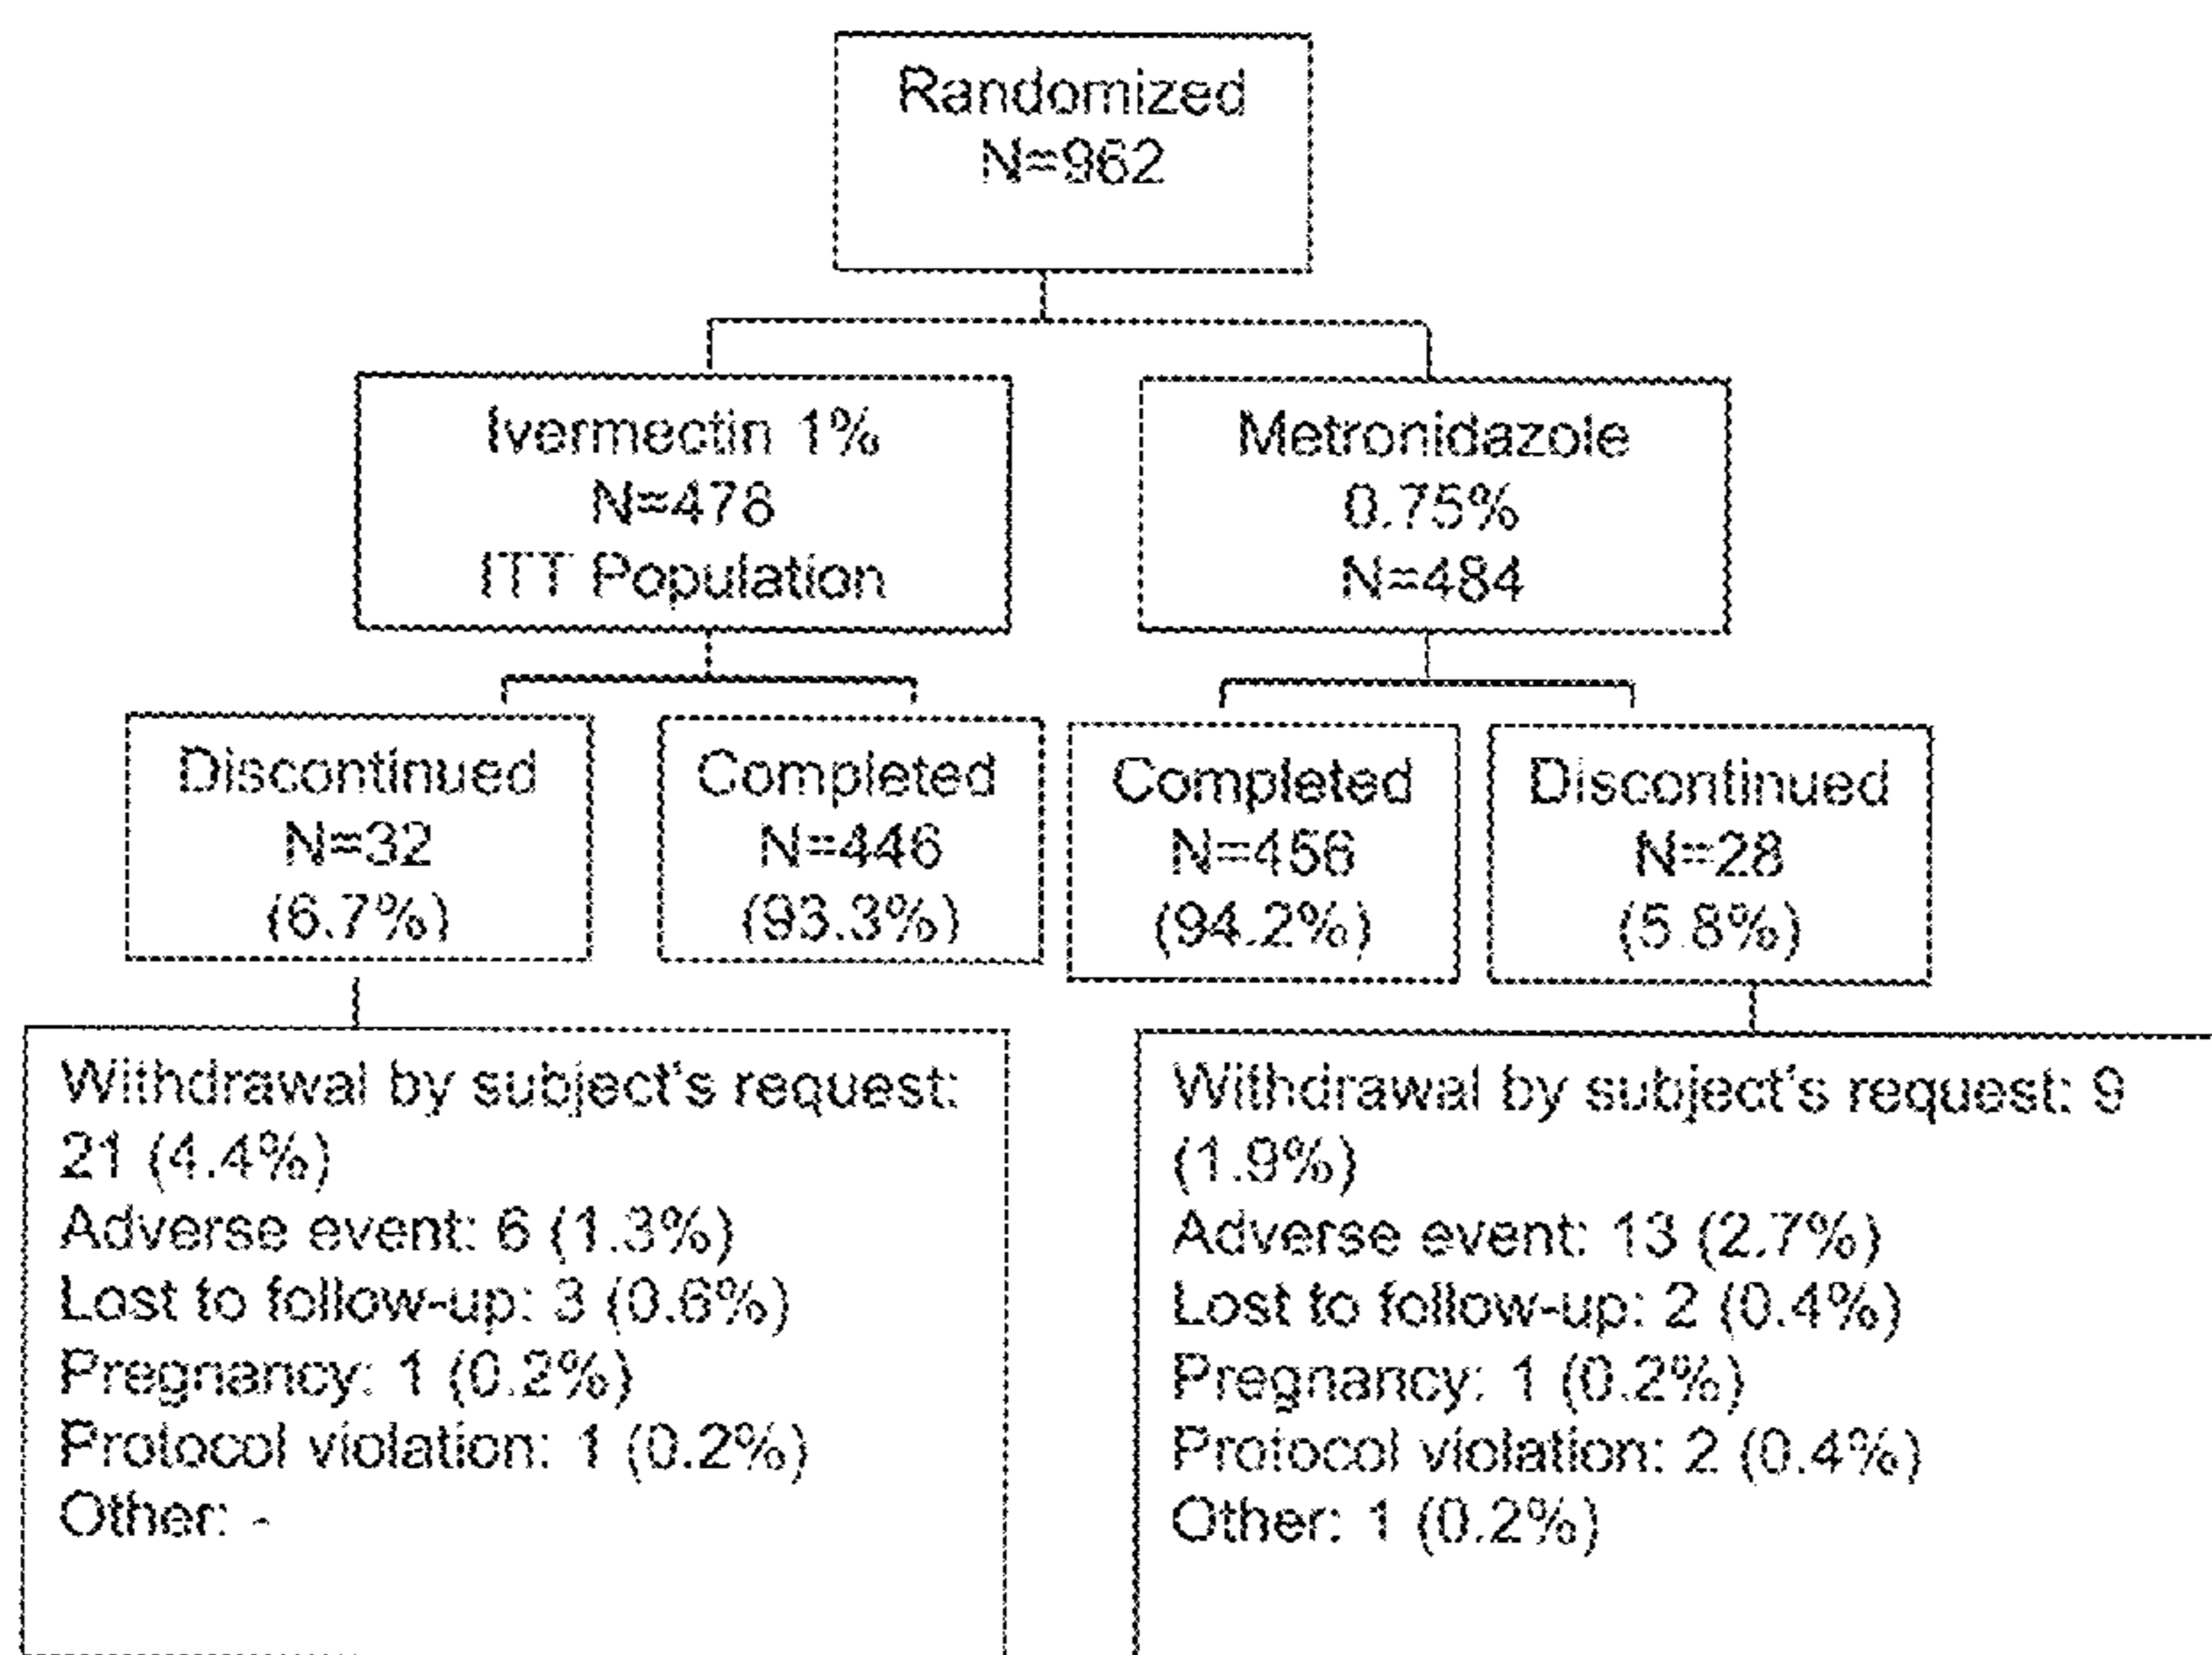 Randomized
N=962
Ivermectin 1%
N=478
ITT Population
Metronidazole
0.75%
N=484
Discontinued
N=32
(6.7%)
Completed
N=446
(93.3%)
Completed
N=456
(94.2%)
Discontinued
N=28
(5.8%)
Withdrawal by subject's request:
21 (4.4%)
Adverse event: 6 (1.3%)
Lost to follow-up: 3 (0.6%)
Pregnancy: 1 (0.2%)
Protocol violation: 1 (0.2%)
Other: -
Withdrawal by subject's request: 9
(1.9%)
Adverse event: 13 (2.7%)
Lost to follow-up: 2 (0.4%)
Pregnancy: 1 (0.2%)
Protocol violation: 2 (0.4%)
Other: 1 (0.2%)